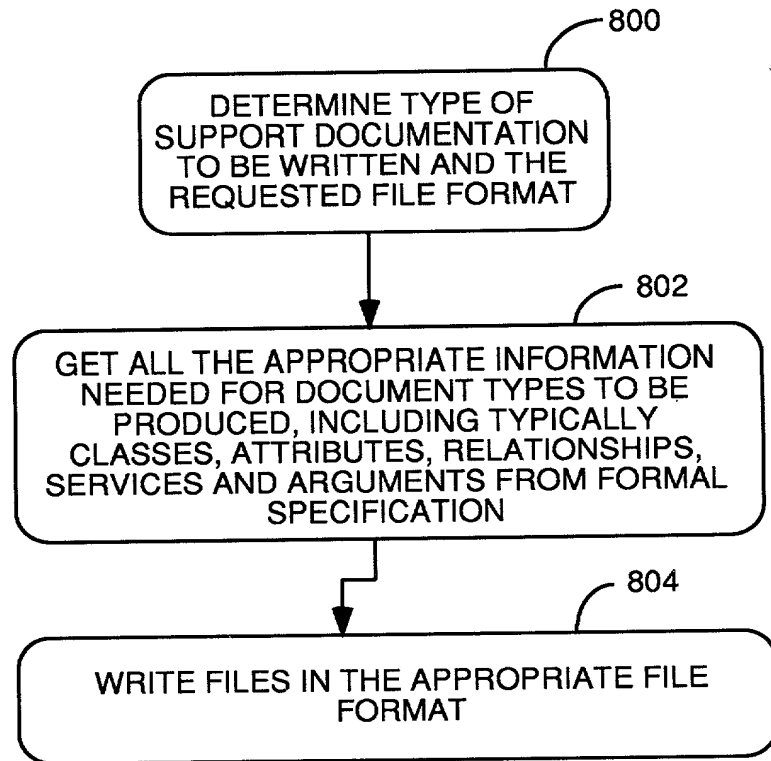 800
DETERMINE TYPE OF
SUPPORT DOCUMENTATION
TO BE WRITTEN AND THE
REQUESTED FILE FORMAT
802
GET ALL THE APPROPRIATE INFORMATION
NEEDED FOR DOCUMENT TYPES TO BE
PRODUCED, INCLUDING TYPICALLY
CLASSES, ATTRIBUTES, RELATIONSHIPS,
SERVICES AND ARGUMENTS FROM FORMAL
SPECIFICATION
804
WRITE FILES IN THE APPROPRIATE FILE
FORMAT